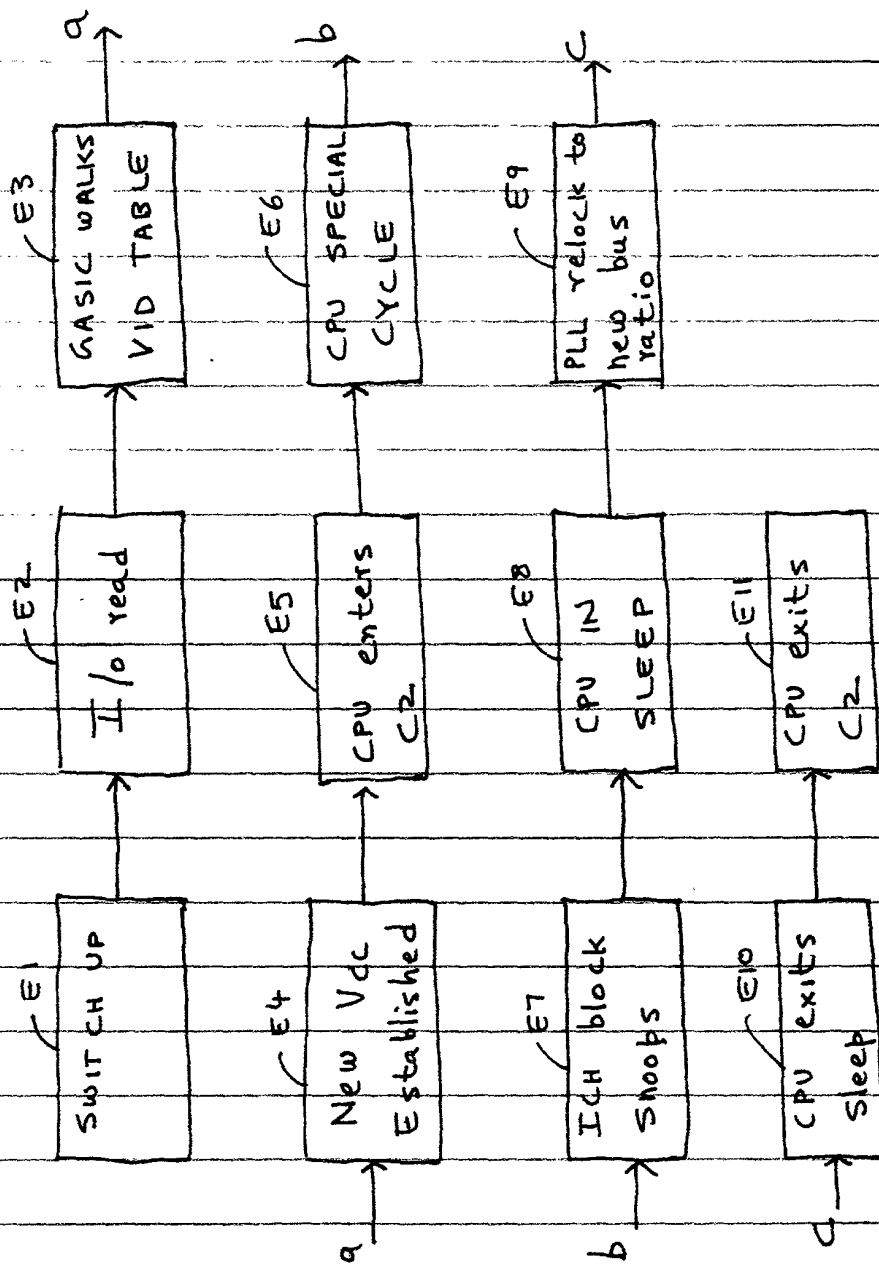 E1
SWITCH UP
E2
I/O read
E3
GASIC WALKS
VID TABLE
a
a
E4
New Vcc
Established
E5
CPU enters
C2
E6
CPU SPECIAL
CYCLE
b
b
E7
ICH block
Snoops
E8
CPU IN
SLEEP
E9
PLL relock to
new bus
ratio
C
C
E10
CPU exits
Sleep
E11
CPU exits
C2